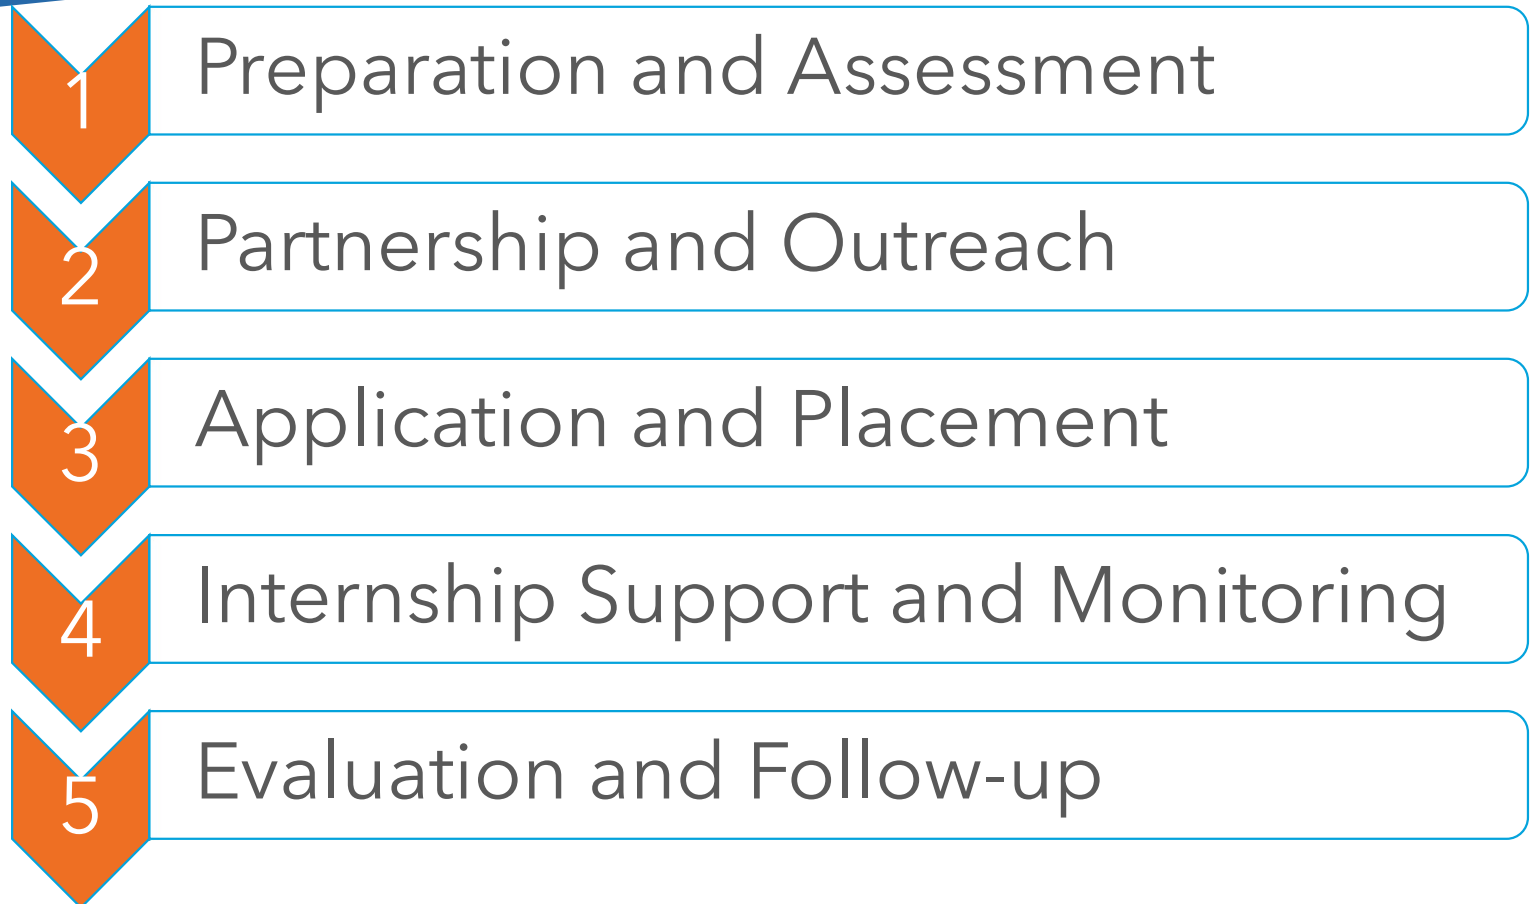 1
Preparation and Assessment
2
Partnership and Outreach
3
Application and Placement
4
Internship Support and Monitoring
5
Evaluation and Follow-up